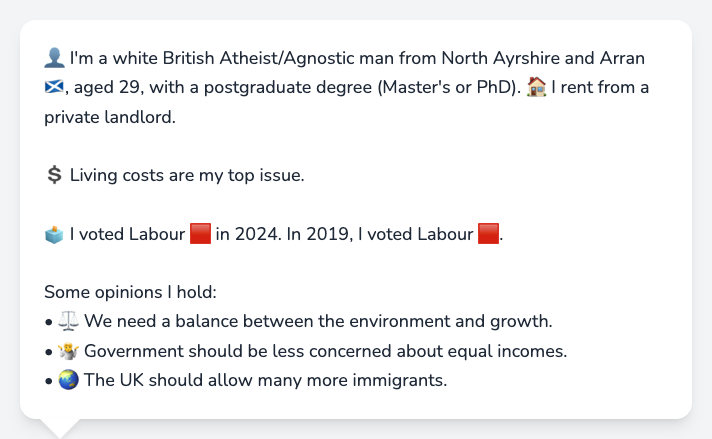 👤 I'm a white British Atheist/Agnostic man from North Ayrshire and Arran
🏴󠁧󠁢󠁳󠁣󠁴󠁿, aged 29, with a postgraduate degree (Master's or PhD). 🏠 I rent from a
private landlord.
💲 Living costs are my top issue.
🗳️ I voted Labour 🟥 in 2024. In 2019, I voted Labour 🟥.
Some opinions I hold:
• ⚖️ We need a balance between the environment and growth.
• 🤷 Government should be less concerned about equal incomes.
• 🌏 The UK should allow many more immigrants.